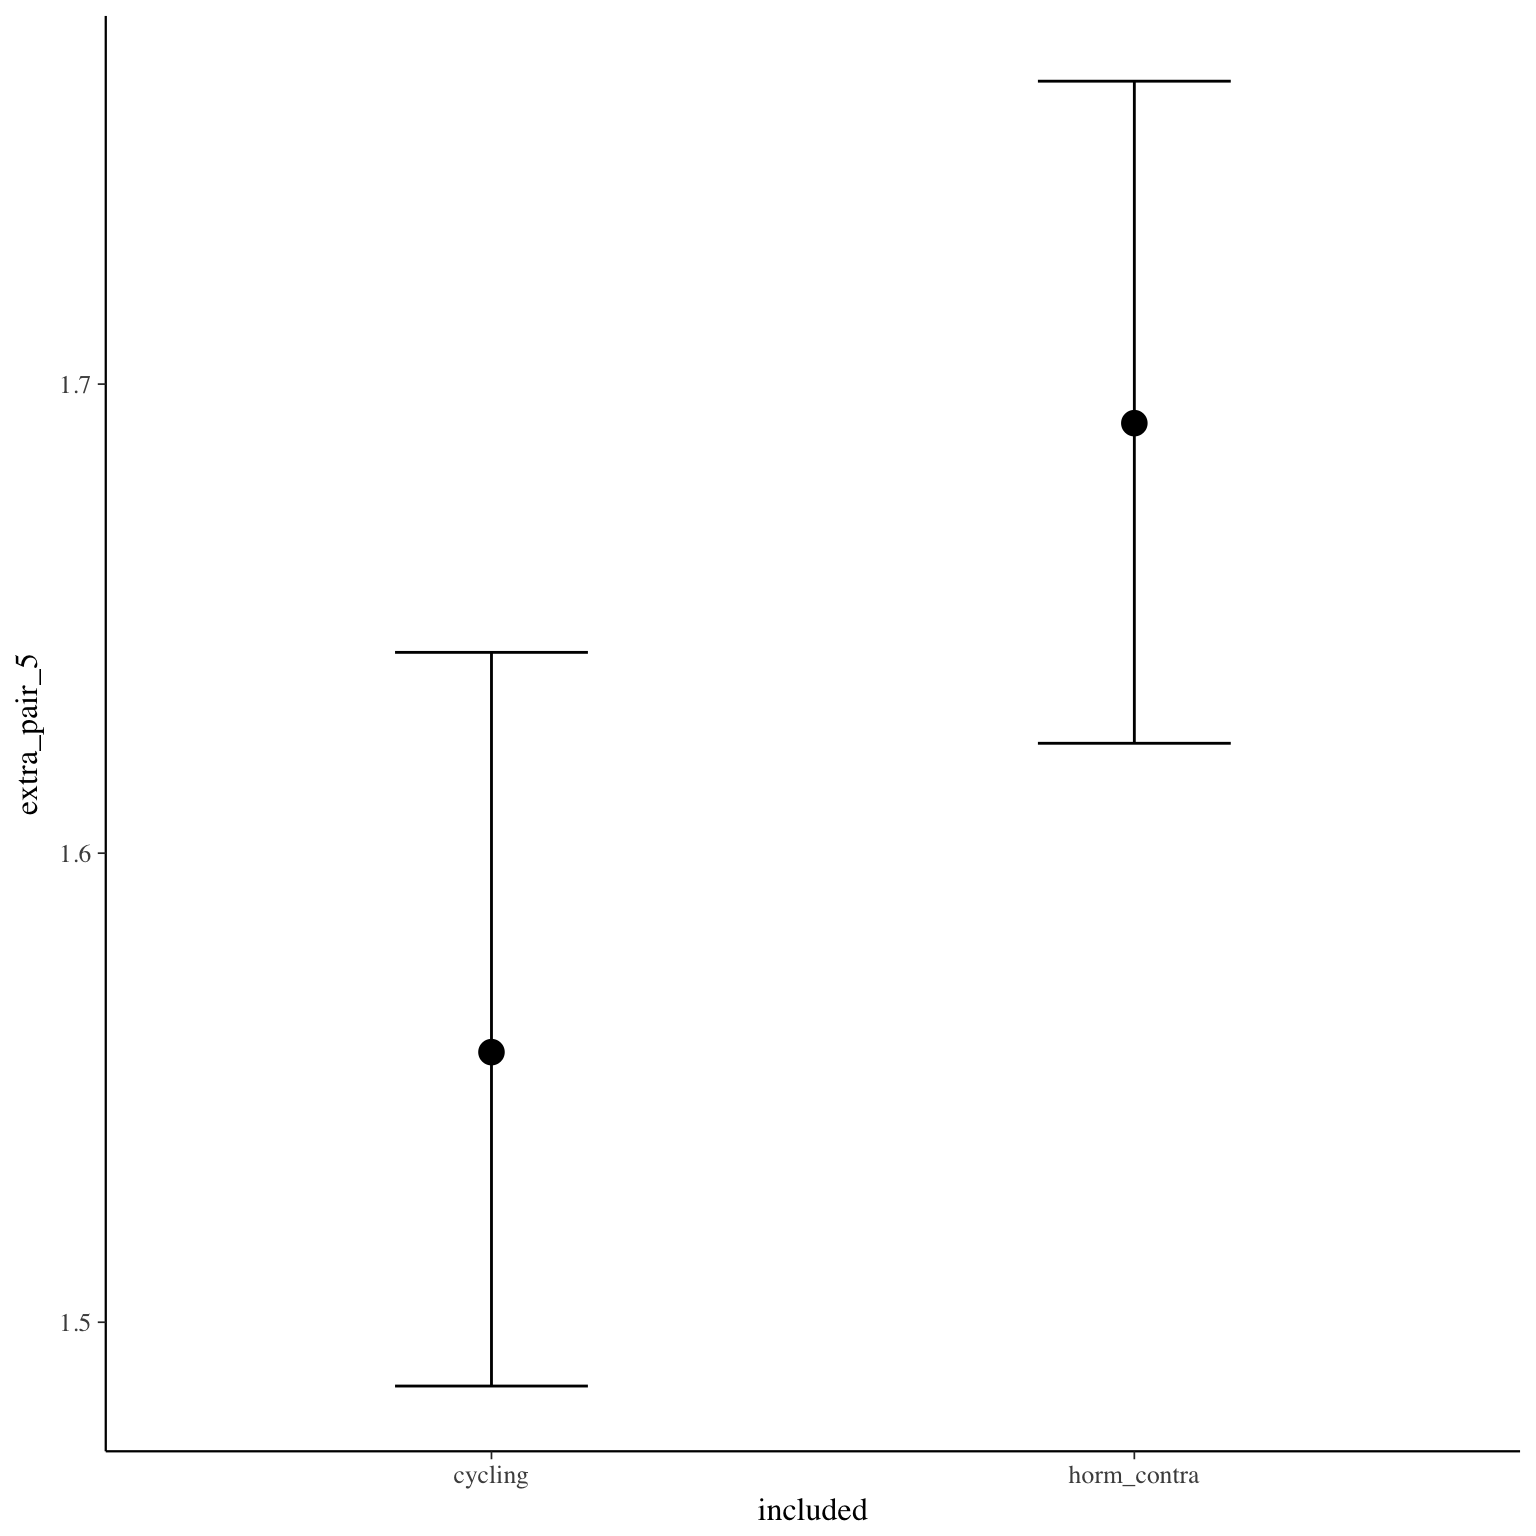 extra_pair_5
1.7
1.6
1.5
cycling
horm_contra
included